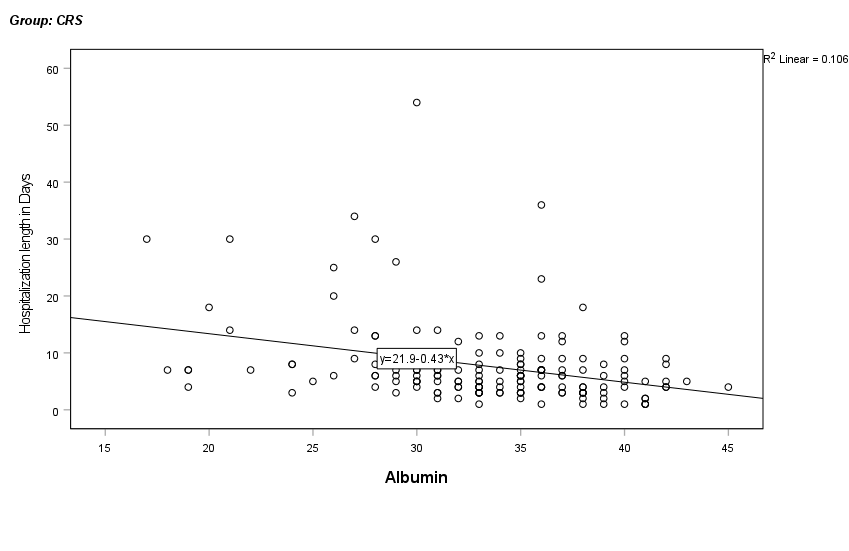 Group: CRS
R2 Linear = 0.106
60
50
40
30
20
10
0
Hospitalization length in Days
y=21.9-0.43*x
15 20 25 30 35 40 45
Albumin